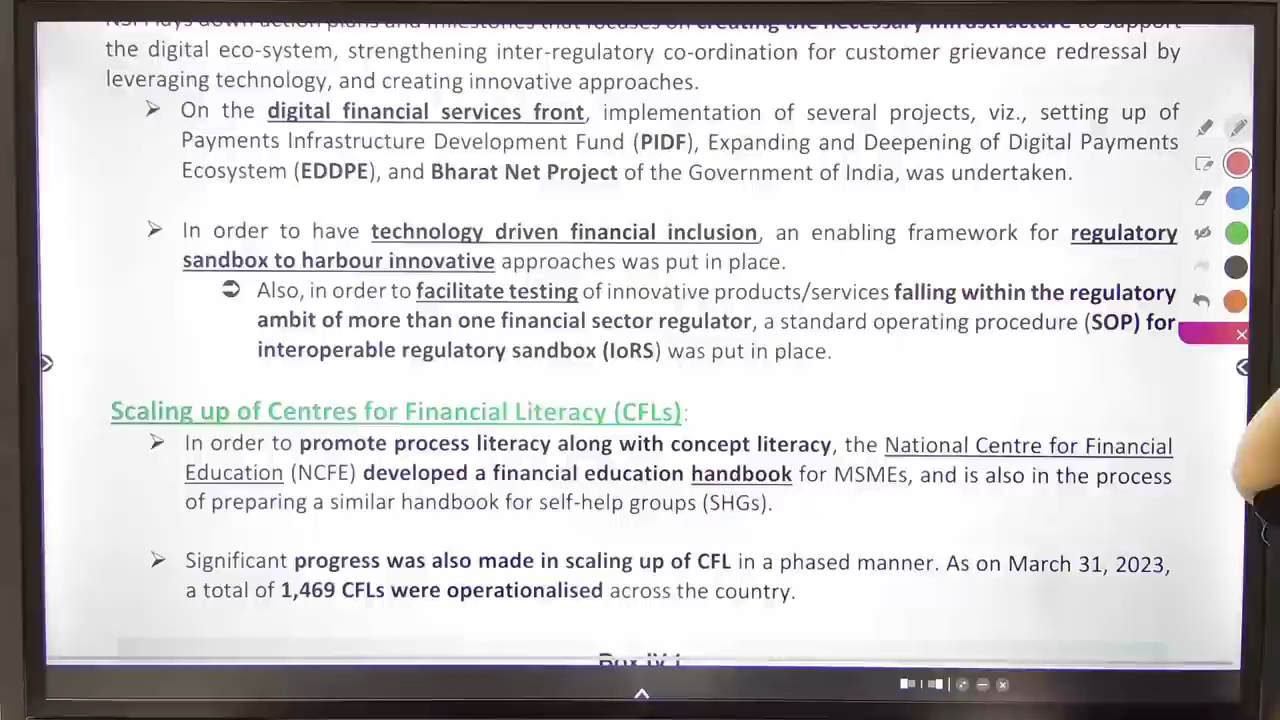 creating the necessary infrastructure to support
the digital eco-system, strengthening inter-regulatory co-ordination for customer grievance redressal by
leveraging technology, and creating innovative approaches.
➢ On the digital financial services front, implementation of several projects, viz., setting up of
Payments Infrastructure Development Fund (PIDF), Expanding and Deepening of Digital Payments
Ecosystem (EDDPE), and Bharat Net Project of the Government of India, was undertaken.
➢ In order to have technology driven financial inclusion, an enabling framework for regulatory
sandbox to harbour innovative approaches was put in place.
➲ Also, in order to facilitate testing of innovative products/services falling within the regulatory
ambit of more than one financial sector regulator, a standard operating procedure (SOP) for
interoperable regulatory sandbox (IoRS) was put in place.
Scaling up of Centres for Financial Literacy (CFLs):
➢ In order to promote process literacy along with concept literacy, the National Centre for Financial
Education (NCFE) developed a financial education handbook for MSMEs, and is also in the process
of preparing a similar handbook for self-help groups (SHGs).
➢ Significant progress was also made in scaling up of CFL in a phased manner. As on March 31, 2023,
a total of 1,469 CFLs were operationalised across the country.